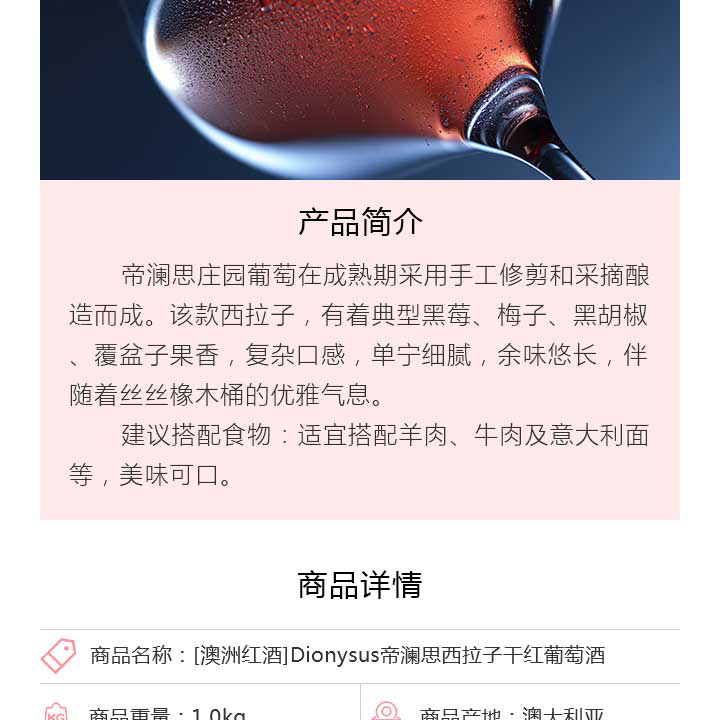 产品简介
帝澜思庄园葡萄在成熟期采用手工修剪和采摘酿
造而成。该款西拉子，有着典型黑莓、梅子、黑胡椒
、覆盆子果香，复杂口感，单宁细腻，余味悠长，伴
随着丝丝橡木桶的优雅气息。
建议搭配食物：适宜搭配羊肉、牛肉及意大利面
等，美味可口。
商品详情
商品名称：[澳洲红酒]Dionysus帝澜思西拉子干红葡萄酒
KG 商品重量：1.0kg 商品产地：澳大利亚